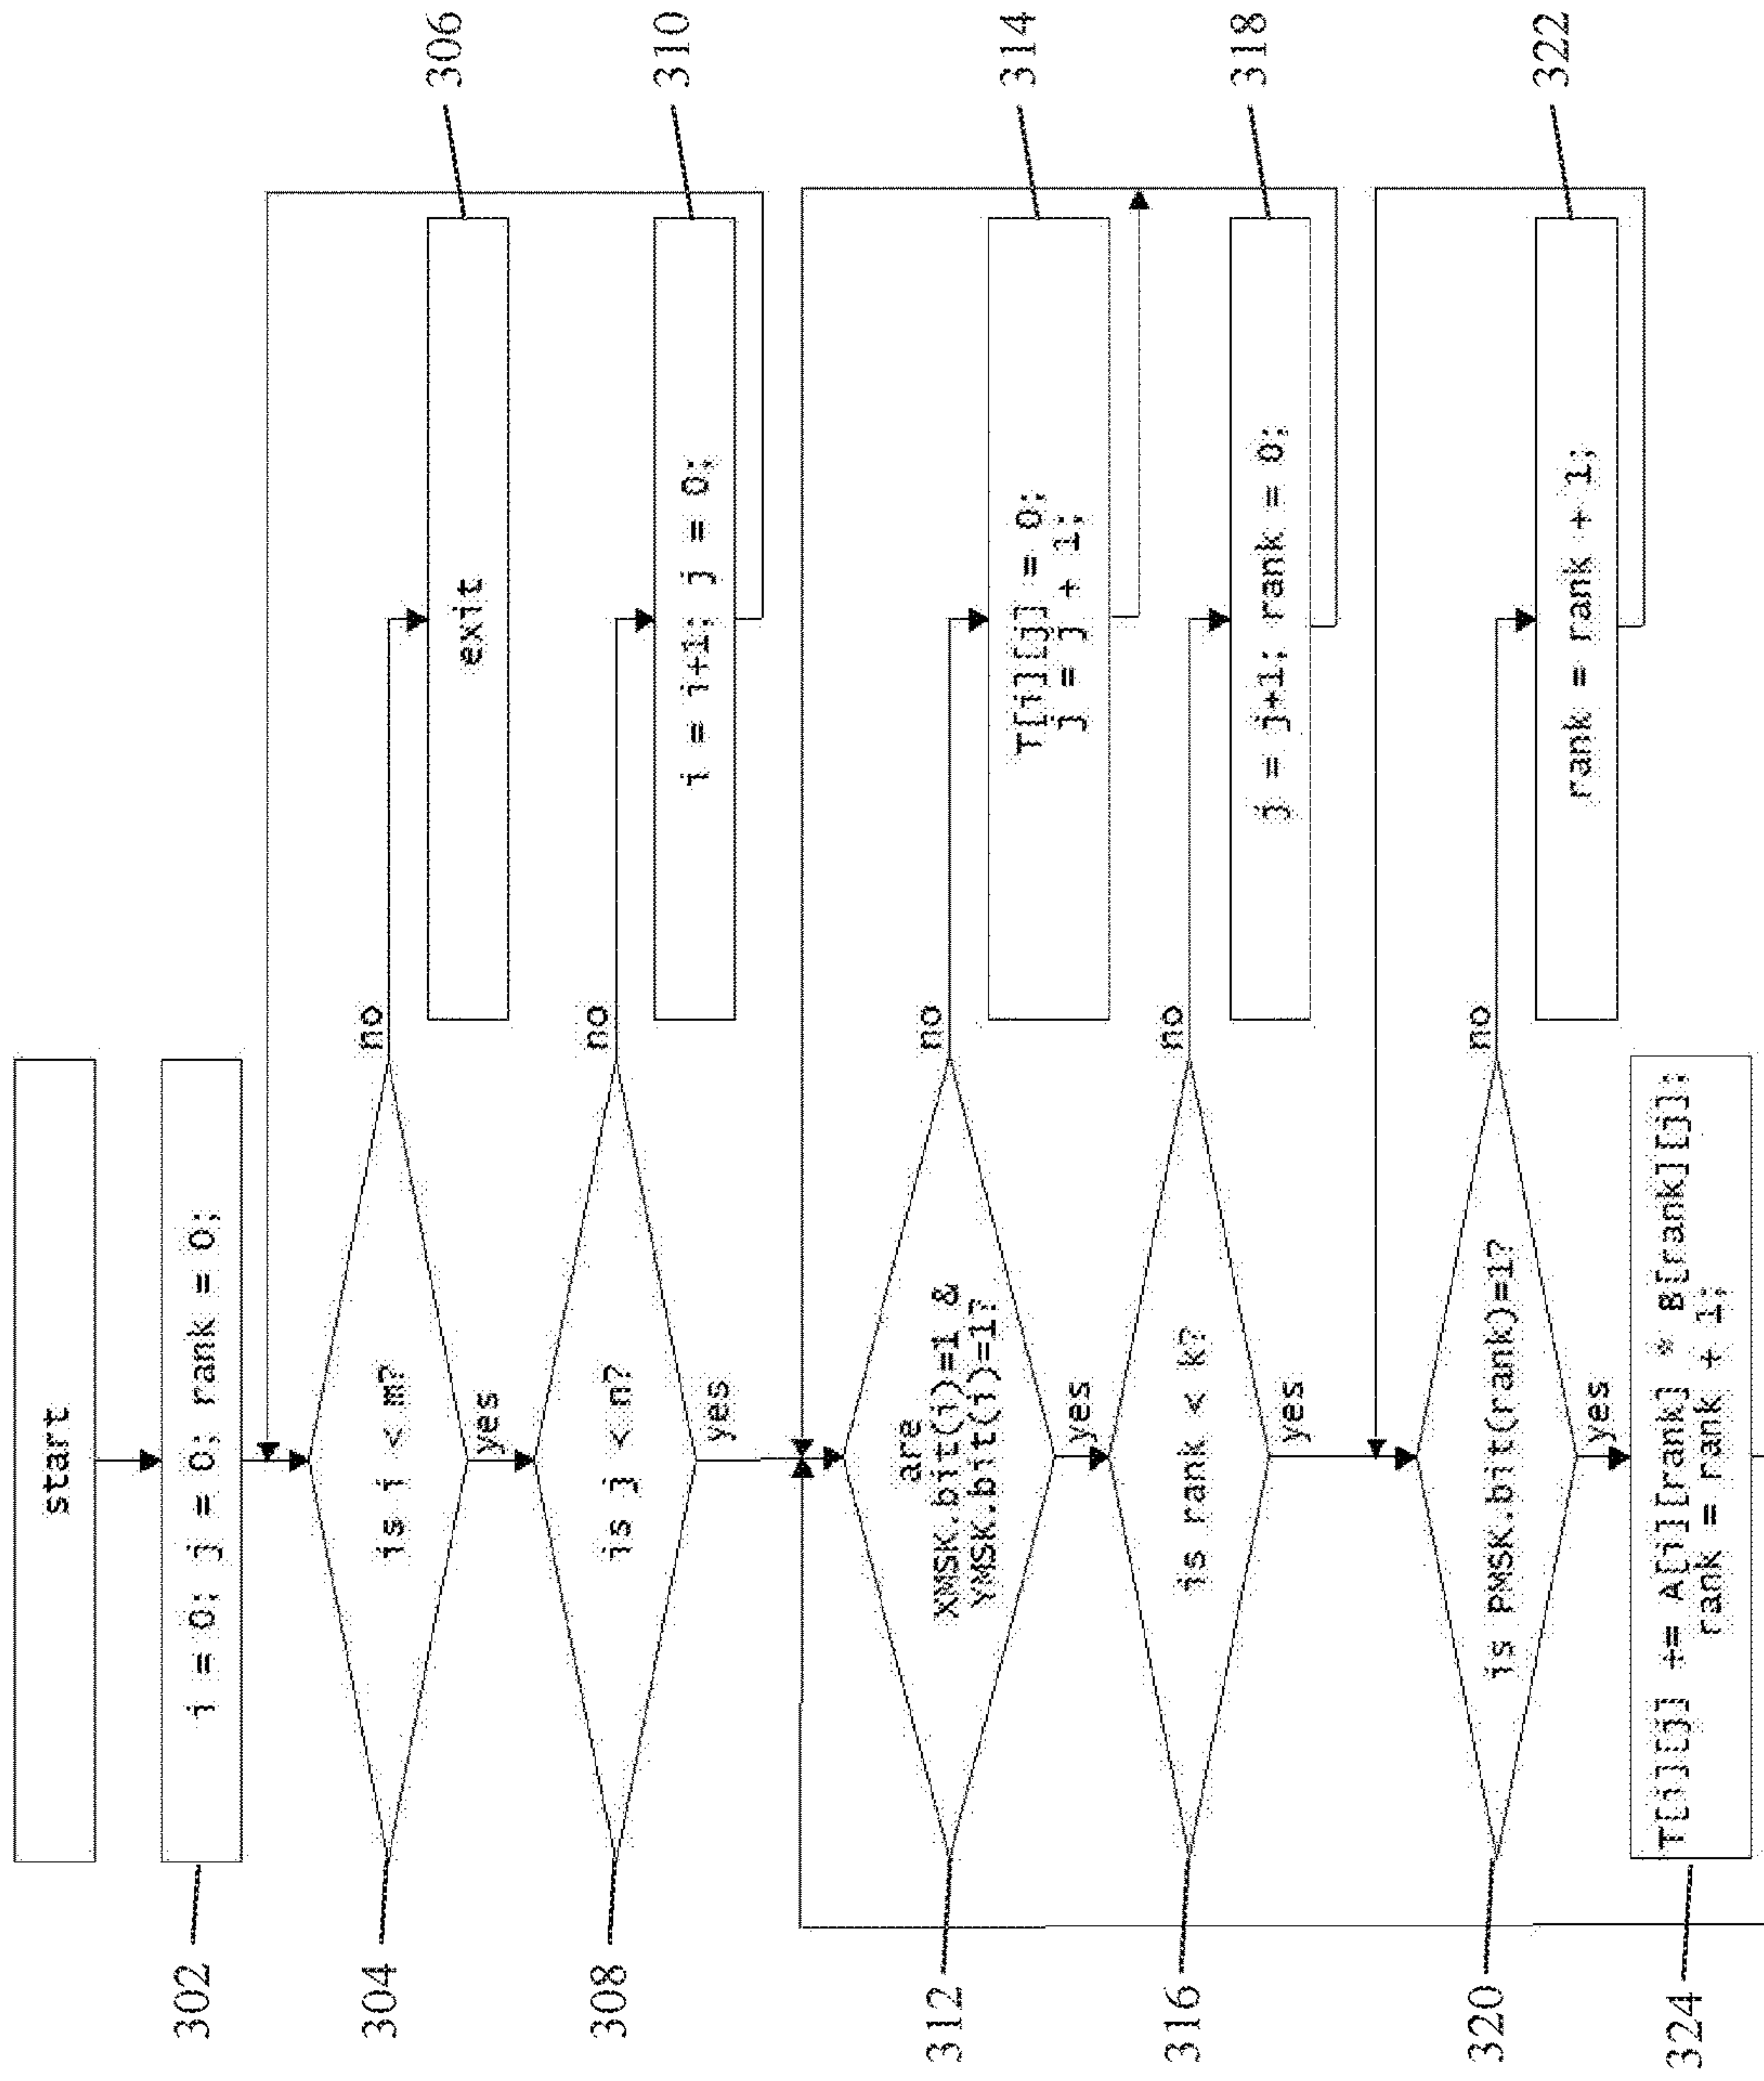 start
302
i = 0; j = 0; rank = 0;
304
is i < m?
no
yes
exit
306
308
is j < n?
no
yes
i = i+1; j = 0;
310
312
are
XMSK.bit(i)=1 &
YMSK.bit(j)=1?
no
yes
T[i][j] = 0;
j = j + 1;
314
316
is rank < k?
no
yes
j = j+1; rank = 0;
318
320
is PMSK.bit(rank)=1?
no
yes
rank = rank + 1;
322
324
T[i][j] += A[i][rank] * B[rank][j];
rank = rank + 1;